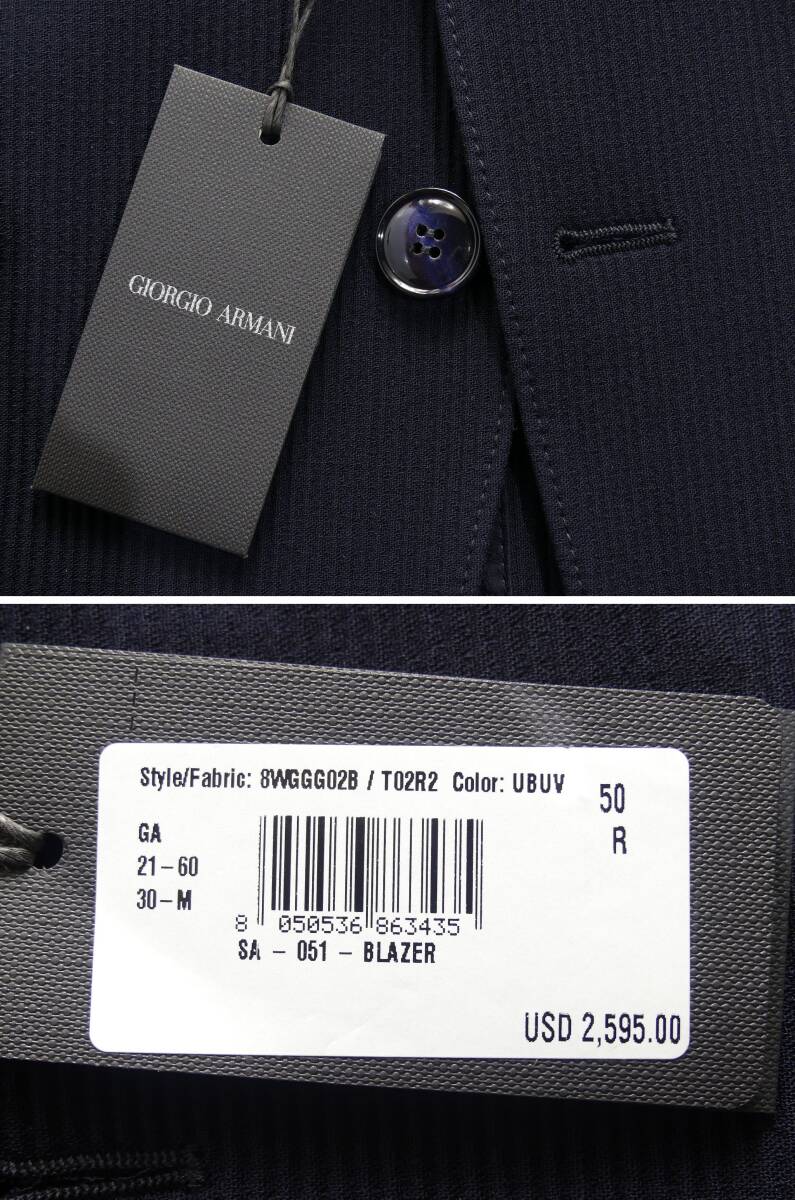 GIORGIO ARMANI
Style/Fabric: 8WGGG02B / T02R2 Color: UBUV
50
R
GA
21-60
30-M
8 050536 863435
SA - 051 - BLAZER
USD 2,595.00